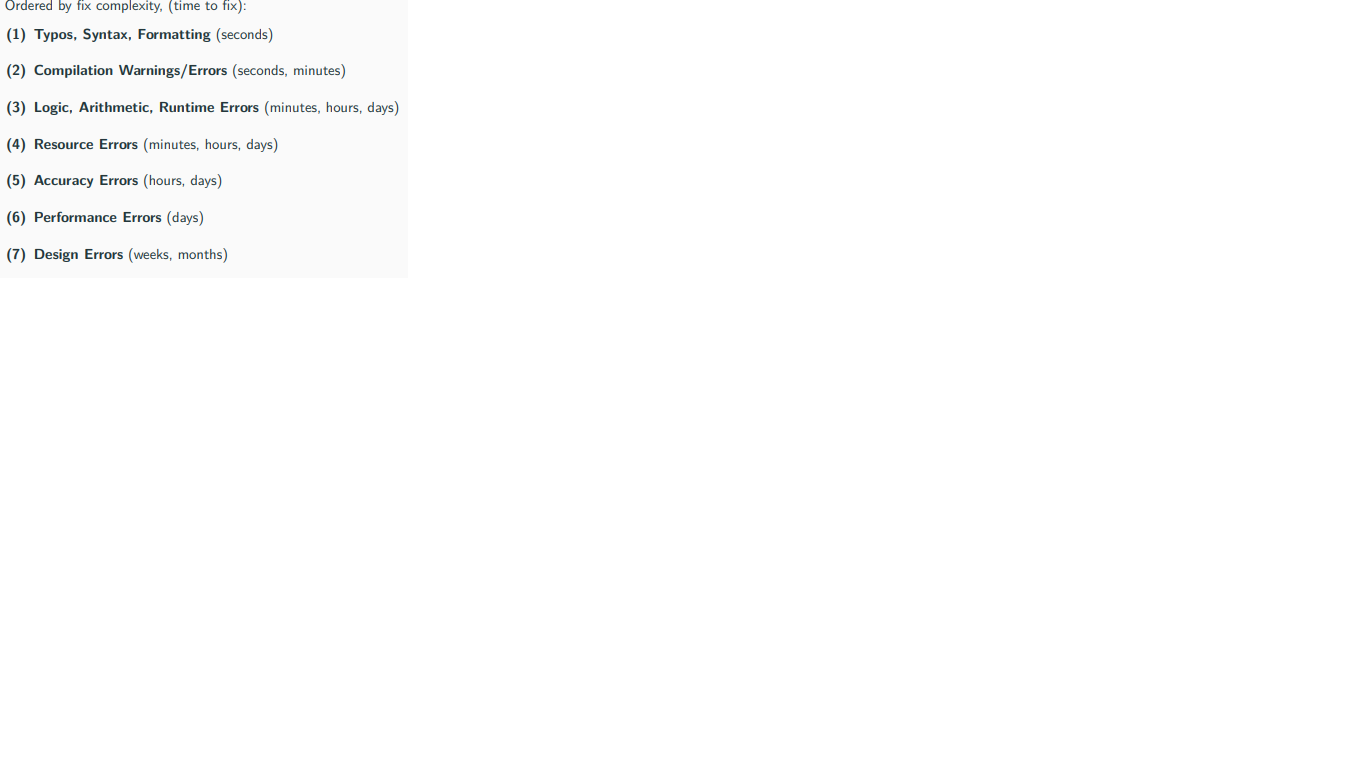 Ordered by fix complexity, (time to fix):
(1) Typos, Syntax, Formatting (seconds)
(2) Compilation Warnings/Errors (seconds, minutes)
(3) Logic, Arithmetic, Runtime Errors (minutes, hours, days)
(4) Resource Errors (minutes, hours, days)
(5) Accuracy Errors (hours, days)
(6) Performance Errors (days)
(7) Design Errors (weeks, months)